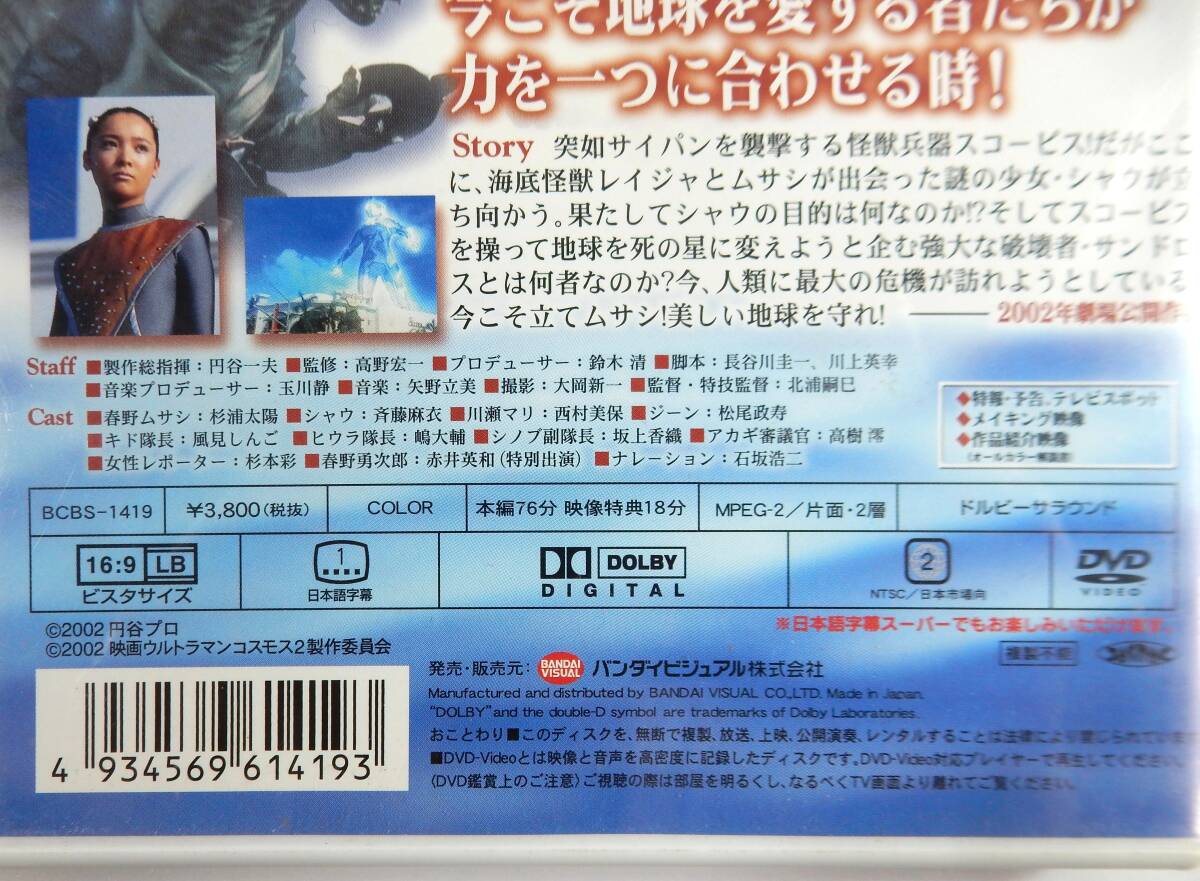 今こそ地球を愛する者たちが
力を一つに合わせる時!
Story 突如サイパンを襲撃する怪獣兵器スコーピス!だがここ
に、海底怪獣レイジャとムサシが出会った謎の少女・シャウが立
ち向かう。果たしてシャウの目的は何なのか!?そしてスコーピス
を操って地球を死の星に変えようと企む強大な破壊者・サンドロ
スとは何者なのか?今、人類に最大の危機が訪れようとしている
今こそ立てムサシ!美しい地球を守れ! ―― 2002年劇場公開作
Staff ■製作総指揮：円谷一夫 ■監修：高野宏一 ■プロデューサー：鈴木 清 ■脚本：長谷川圭一、川上英幸
■音楽プロデューサー：玉川静 ■音楽：矢野立美 ■撮影：大岡新一 ■監督・特技監督：北浦嗣巳
Cast ■春野ムサシ：杉浦太陽 ■シャウ：斉藤麻衣 ■川瀬マリ：西村美保 ■ジーン：松尾政寿
■キド隊長：風見しんご ■ヒウラ隊長：嶋大輔 ■シノブ副隊長：坂上香織 ■アカギ審議官：高樹 澪
■女性レポーター：杉本彩 ■春野勇次郎：赤井英和(特別出演) ■ナレーション：石坂浩二
◆特報・予告、テレビスポット
◆メイキング映像
◆作品紹介映像
(オールカラー解説書)
BCBS-1419 ¥3,800(税抜) COLOR 本編76分 映像特典18分 MPEG-2／片面・2層 ドルビーサラウンド
16:9 LB
ビスタサイズ
1
日本語字幕
DOLBY
DIGITAL
2
NTSC／日本市場向
DVD
VIDEO
※日本語字幕スーパーでもお楽しみいただけます。
©2002 円谷プロ
©2002 映画ウルトラマンコスモス2製作委員会
複製不能
発売・販売元： BANDAI VISUAL バンダイビジュアル株式会社
Manufactured and distributed by BANDAI VISUAL CO.,LTD. Made in Japan.
"DOLBY" and the double-D symbol are trademarks of Dolby Laboratories.
おことわり■このディスクを、無断で複製、放送、上映、公開演奏、レンタルすることは法律により禁じられていま
■DVD-Videoとは映像と音声を高密度に記録したディスクです。DVD-Video対応プレイヤーで再生してください。
〈DVD鑑賞上のご注意〉ご視聴の際は部屋を明るくし、なるべくTV画面より離れてご覧ください。
4 934569 614193